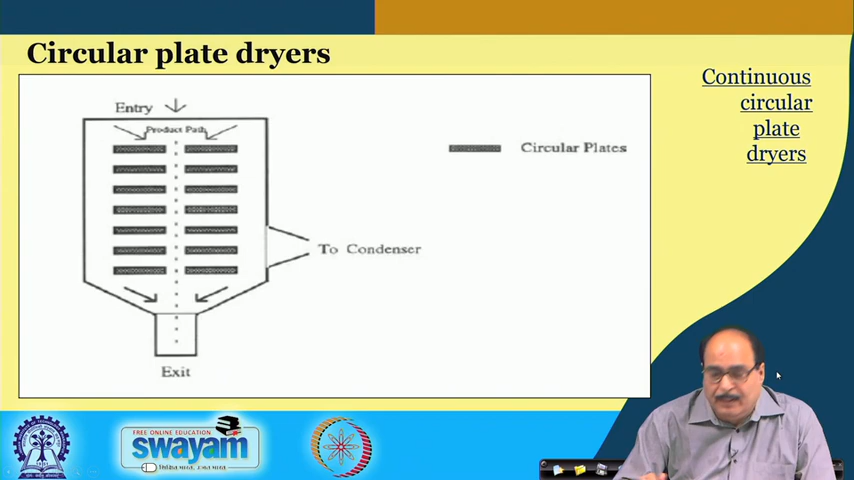 Circular plate dryers
Continuous
circular
plate
dryers
Entry
Product Path
Circular Plates
To Condenser
Exit
FREE ONLINE EDUCATION
swayam